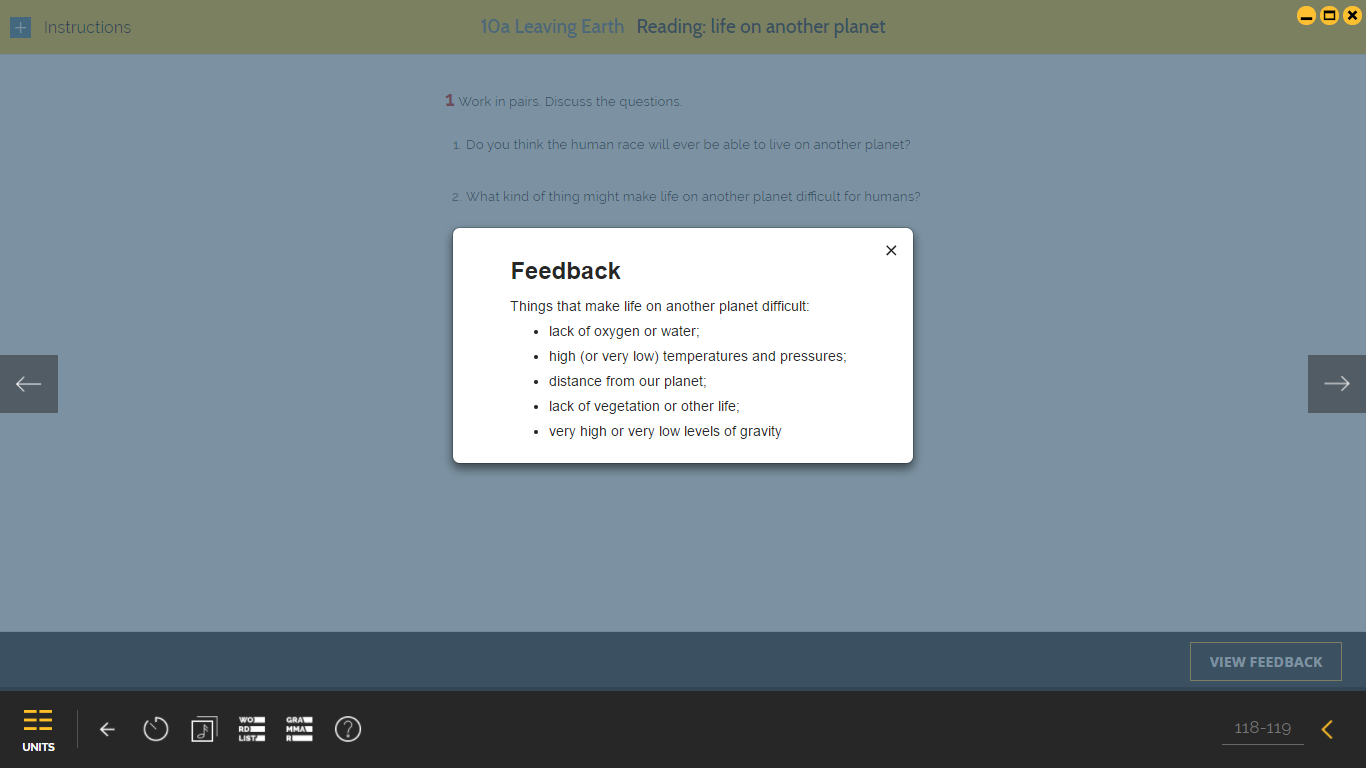 Instructions
10a Leaving Earth Reading: life on another planet
1 Work in pairs. Discuss the questions.
1. Do you think the human race will ever be able to live on another planet?
2. What kind of thing might make life on another planet difficult for humans?
Feedback
Things that make life on another planet difficult:
• lack of oxygen or water;
• high (or very low) temperatures and pressures;
• distance from our planet;
• lack of vegetation or other life;
• very high or very low levels of gravity
VIEW FEEDBACK
UNITS
WO
RD
LIST
GRA
MMA
R
?
118-119